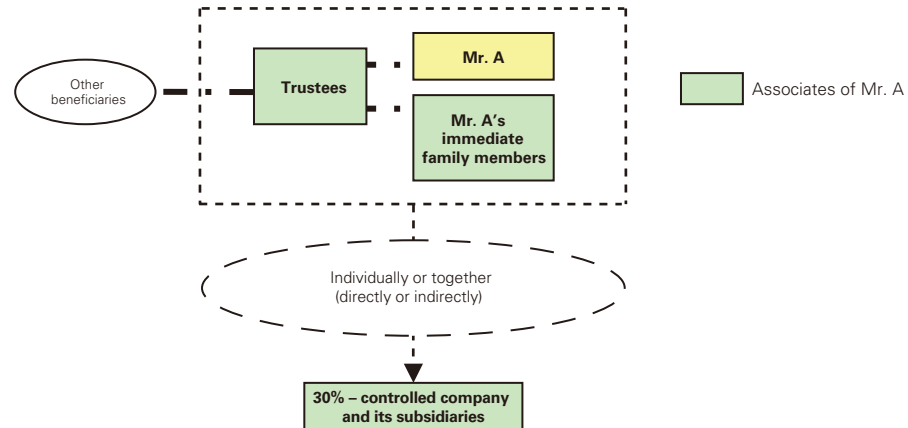 Other
beneficiaries
Trustees
Mr. A
Mr. A's
immediate
family members
Associates of Mr. A
Individually or together
(directly or indirectly)
30% – controlled company
and its subsidiaries